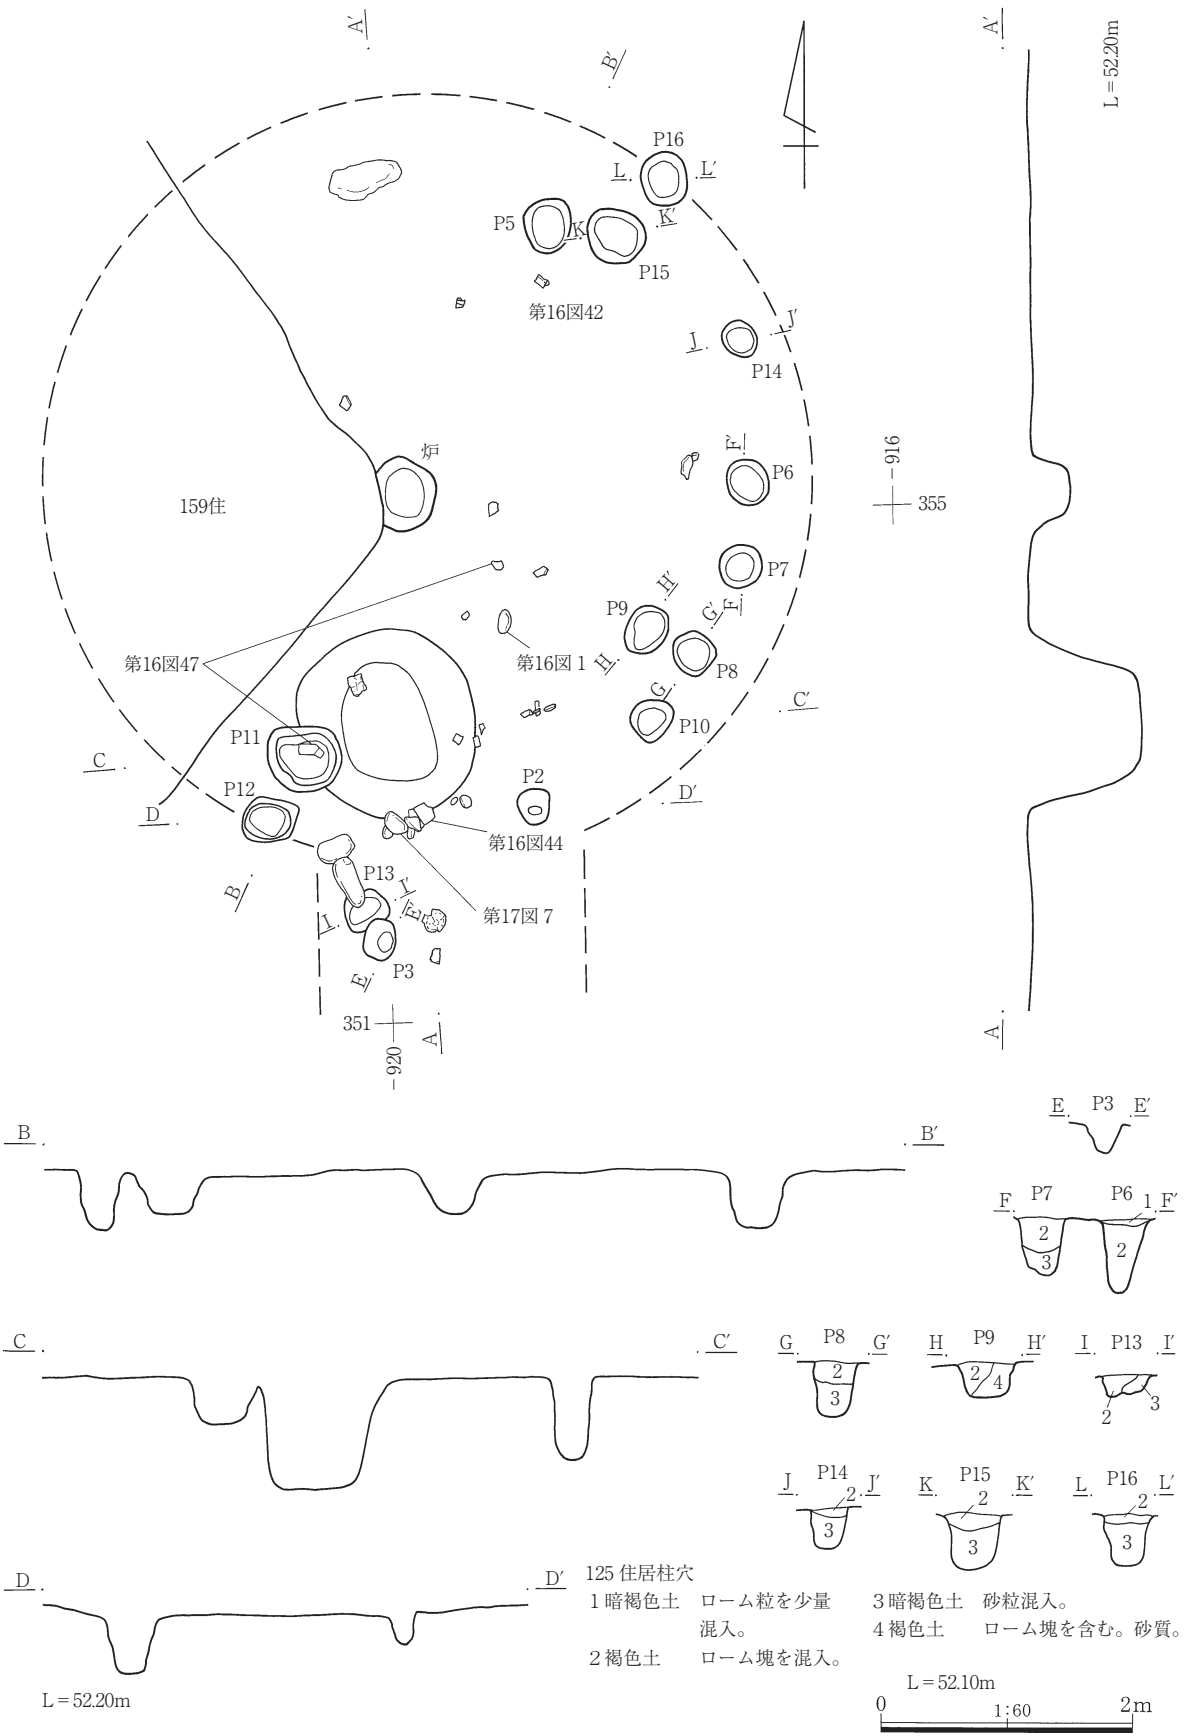 A′
B′
A′
L＝52.20m
P16
L
L′
P5
K
K′
P15
第16図42
J
J′
P14
炉
F′
P6
－916
355
159住
P7
H′
P9
G′
F
第16図47
第16図１
H
P8
G
C′
P11
P10
C
P12
P2
D′
D
第16図44
B
P13
I′
I
E′
第17図７
P3
E
351
A
A
－920
E
P3
E′
B
B′
F
P7
P6
1
F′
2
3
2
C
C′
G
P8
G′
H
P9
H′
I
P13
I′
2
3
2
4
2
3
J
P14
J′
K
P15
K′
L
P16
L′
2
3
2
3
2
3
D
D′
125 住居柱穴
１暗褐色土　ローム粒を少量
混入。
２褐色土　ローム塊を混入。
３暗褐色土　砂粒混入。
４褐色土　ローム塊を含む。砂質。
L＝52.20m
L＝52.10m
0
1:60
2m